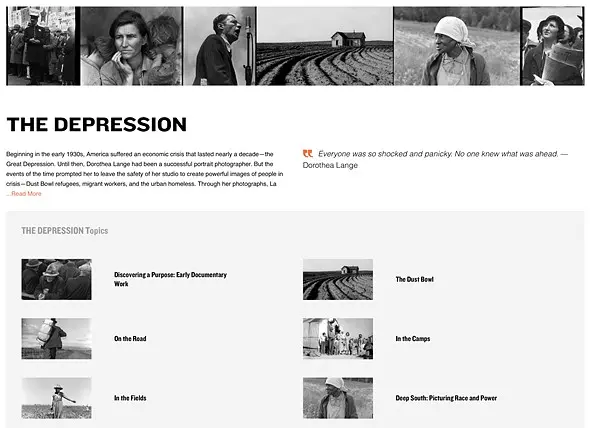 THE DEPRESSION
Beginning in the early 1930s, America suffered an economic crisis that lasted nearly a decade—the
Great Depression. Until then, Dorothea Lange had been a successful portrait photographer. But the
events of the time prompted her to leave the safety of her studio to create powerful images of people in
crisis—Dust Bowl refugees, migrant workers, and the urban homeless. Through her photographs, La
...Read More
Everyone was so shocked and panicky. No one knew what was ahead. —
Dorothea Lange
THE DEPRESSION Topics
Discovering a Purpose: Early Documentary
Work
The Dust Bowl
On the Road
In the Camps
In the Fields
Deep South: Picturing Race and Power